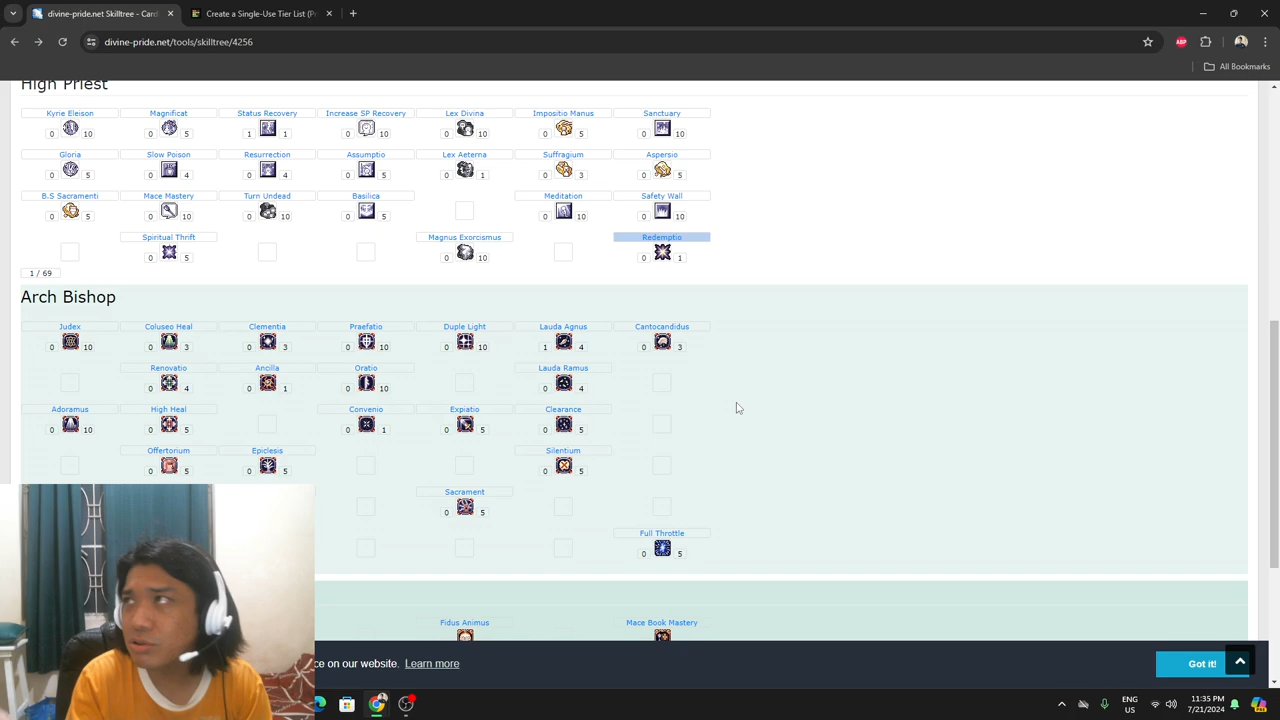 divine-pride.net Skilltree - Card
Create a Single-Use Tier List (P
divine-pride.net/tools/skilltree/4256
ABP
All Bookmarks
High Priest
Kyrie Eleison Magnificat Status Recovery Increase SP Recovery Lex Divina Impositio Manus Sanctuary
0 10 0 5 1 1 0 10 0 10 0 5 0 10
Gloria Slow Poison Resurrection Assumptio Lex Aeterna Suffragium Aspersio
0 5 0 4 0 4 0 5 0 1 0 3 0 5
B.S Sacramenti Mace Mastery Turn Undead Basilica Meditation Safety Wall
0 5 0 10 0 10 0 5 0 10 0 10
Spiritual Thrift Magnus Exorcismus Redemptio
0 5 0 10 0 1
1 / 69
Arch Bishop
Judex Coluseo Heal Clementia Praefatio Duple Light Lauda Agnus Cantocandidus
0 10 0 3 0 3 0 10 0 10 1 4 0 3
Renovatio Ancilla Oratio Lauda Ramus
0 4 0 1 0 10 0 4
Adoramus High Heal Convenio Expiatio Clearance
0 10 0 5 0 1 0 5 0 5
Offertorium Epiclesis Silentium
0 5 0 5 0 5
Sacrament
0 5
Full Throttle
0 5
Fidus Animus Mace Book Mastery
ce on our website. Learn more
Got it!
ENG
US
11:35 PM
7/21/2024